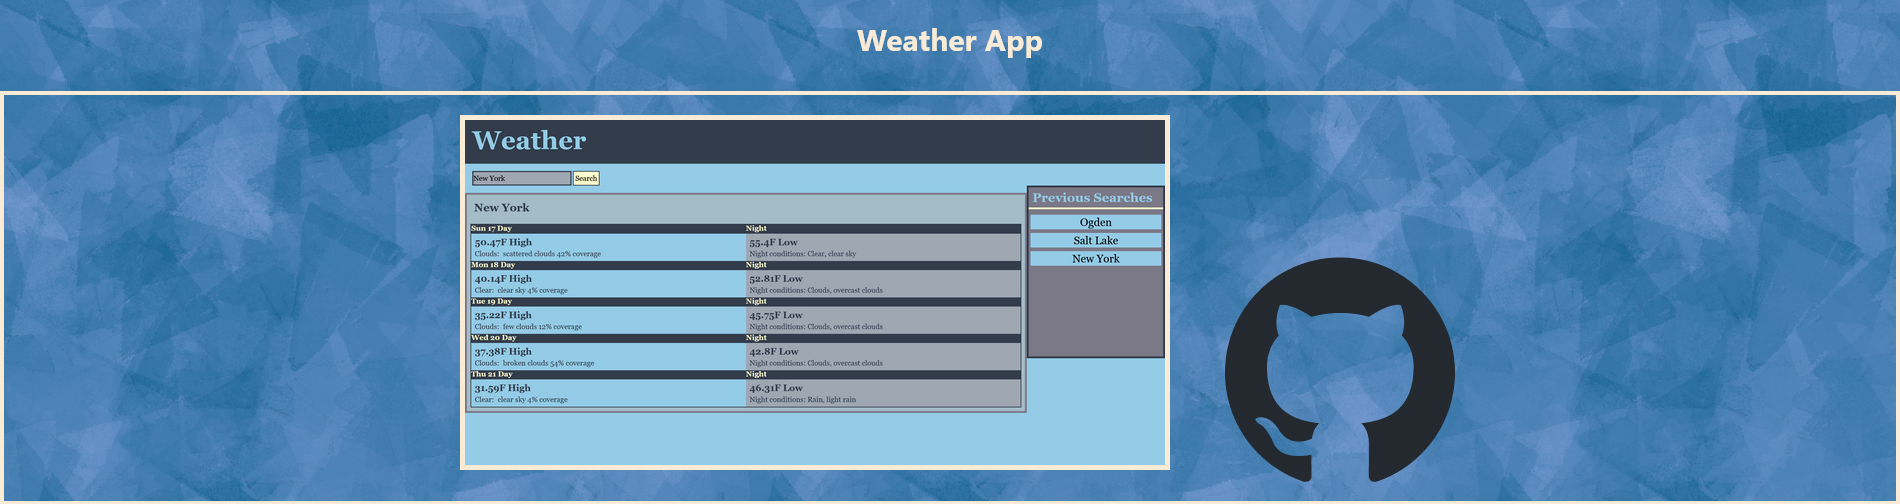 Weather App
Weather
New York Search
Previous Searches
Ogden
Salt Lake
New York
New York
Sun 17 Day Night
50.47F High 55.4F Low
Clouds: scattered clouds 42% coverage Night conditions: Clear, clear sky
Mon 18 Day Night
40.14F High 52.81F Low
Clear: clear sky 4% coverage Night conditions: Clouds, overcast clouds
Tue 19 Day Night
35.22F High 45.75F Low
Clouds: few clouds 12% coverage Night conditions: Clouds, overcast clouds
Wed 20 Day Night
37.38F High 42.8F Low
Clouds: broken clouds 54% coverage Night conditions: Clouds, overcast clouds
Thu 21 Day Night
31.59F High 46.31F Low
Clear: clear sky 4% coverage Night conditions: Rain, light rain